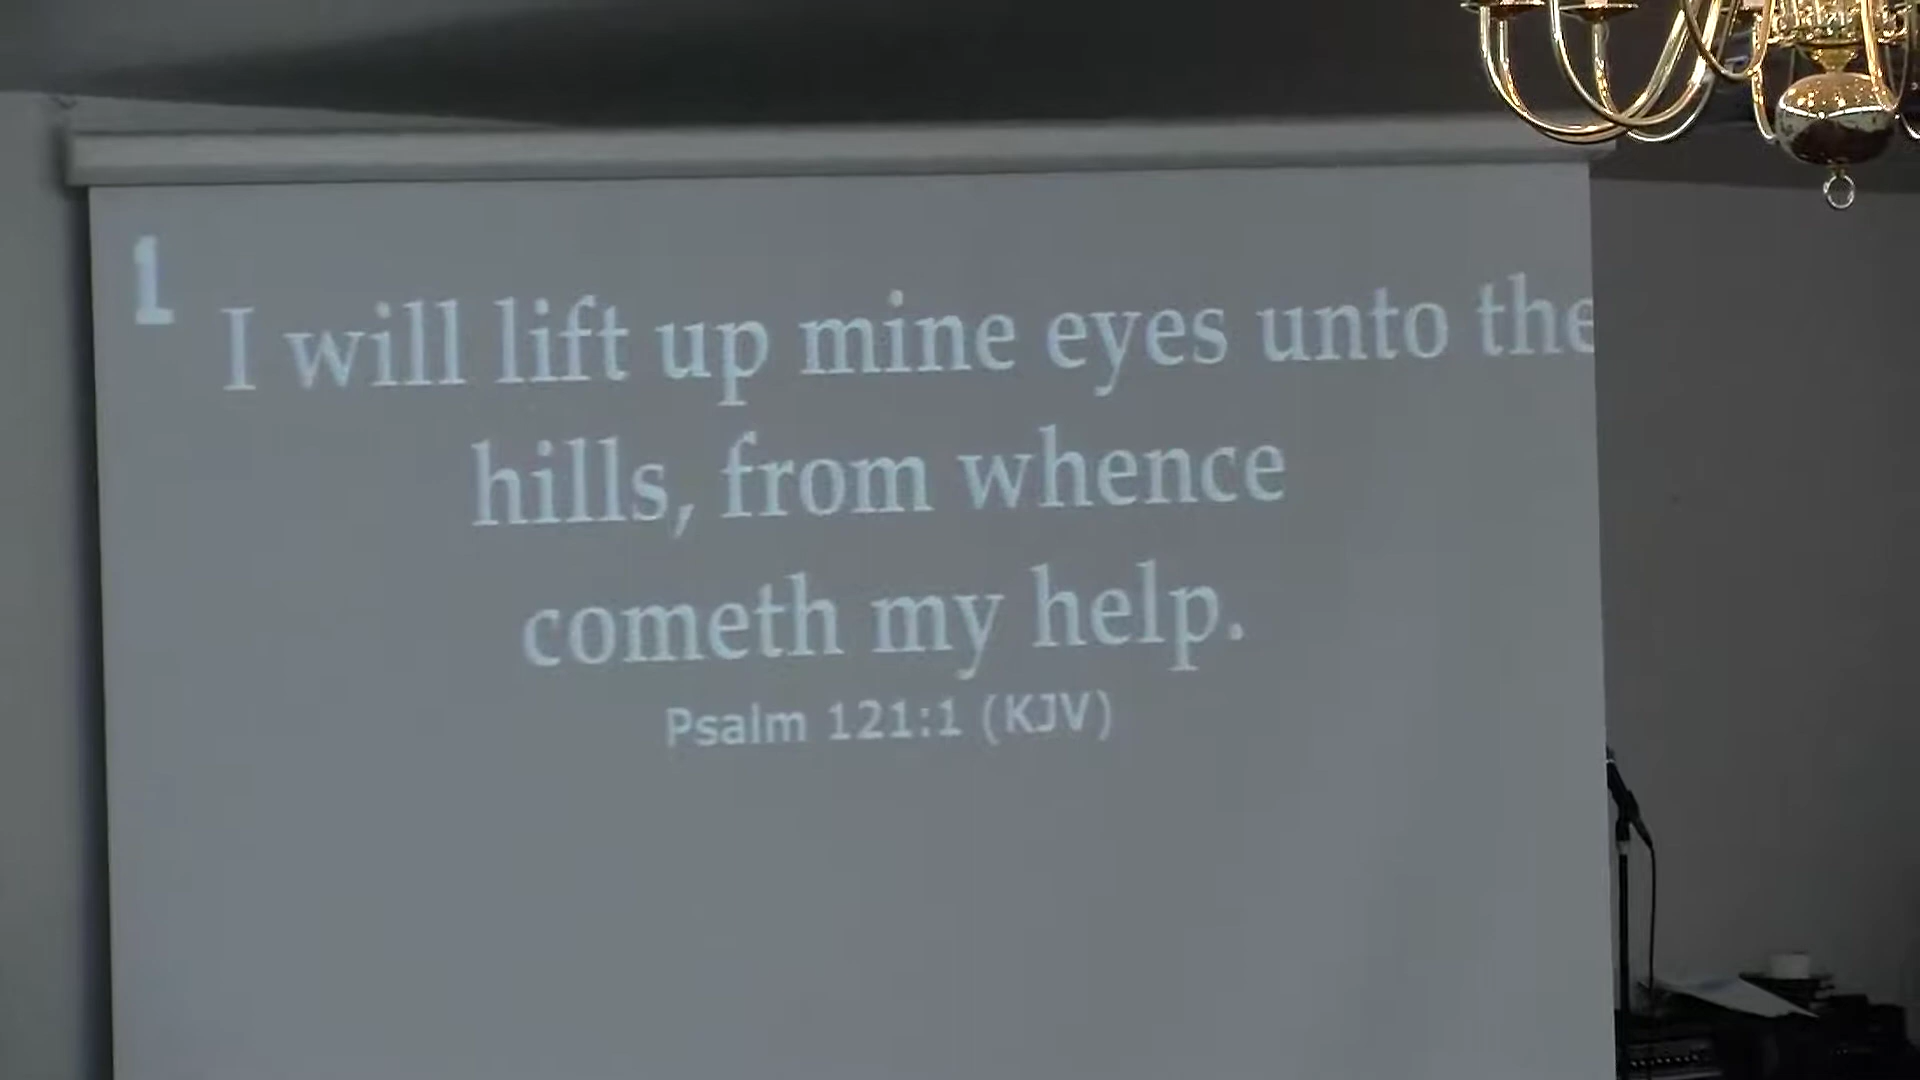 1
I will lift up mine eyes unto the
hills, from whence
cometh my help.
Psalm 121:1 (KJV)